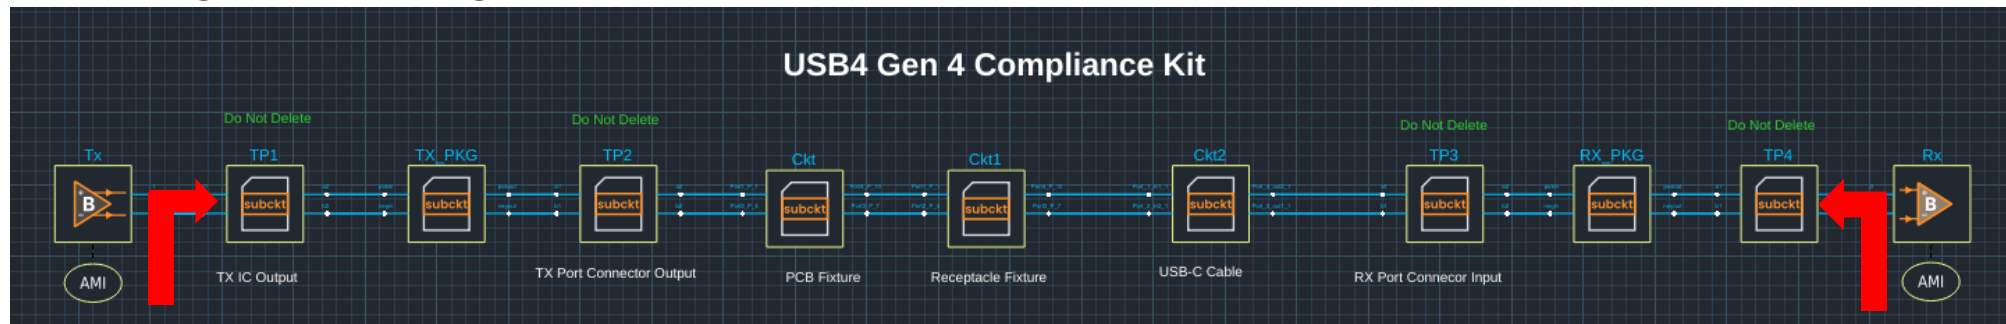 USB4 Gen 4 Compliance Kit
Do Not Delete
Do Not Delete
Do Not Delete
Do Not Delete
Tx
TP1
TX_PKG
TP2
Ckt
Ckt1
Ckt2
TP3
RX_PKG
TP4
Rx
B
subckt
subckt
subckt
subckt
subckt
subckt
subckt
subckt
subckt
B
AMI
TX IC Output
TX Port Connector Output
PCB Fixture
Receptacle Fixture
USB-C Cable
RX Port Connecor Input
AMI